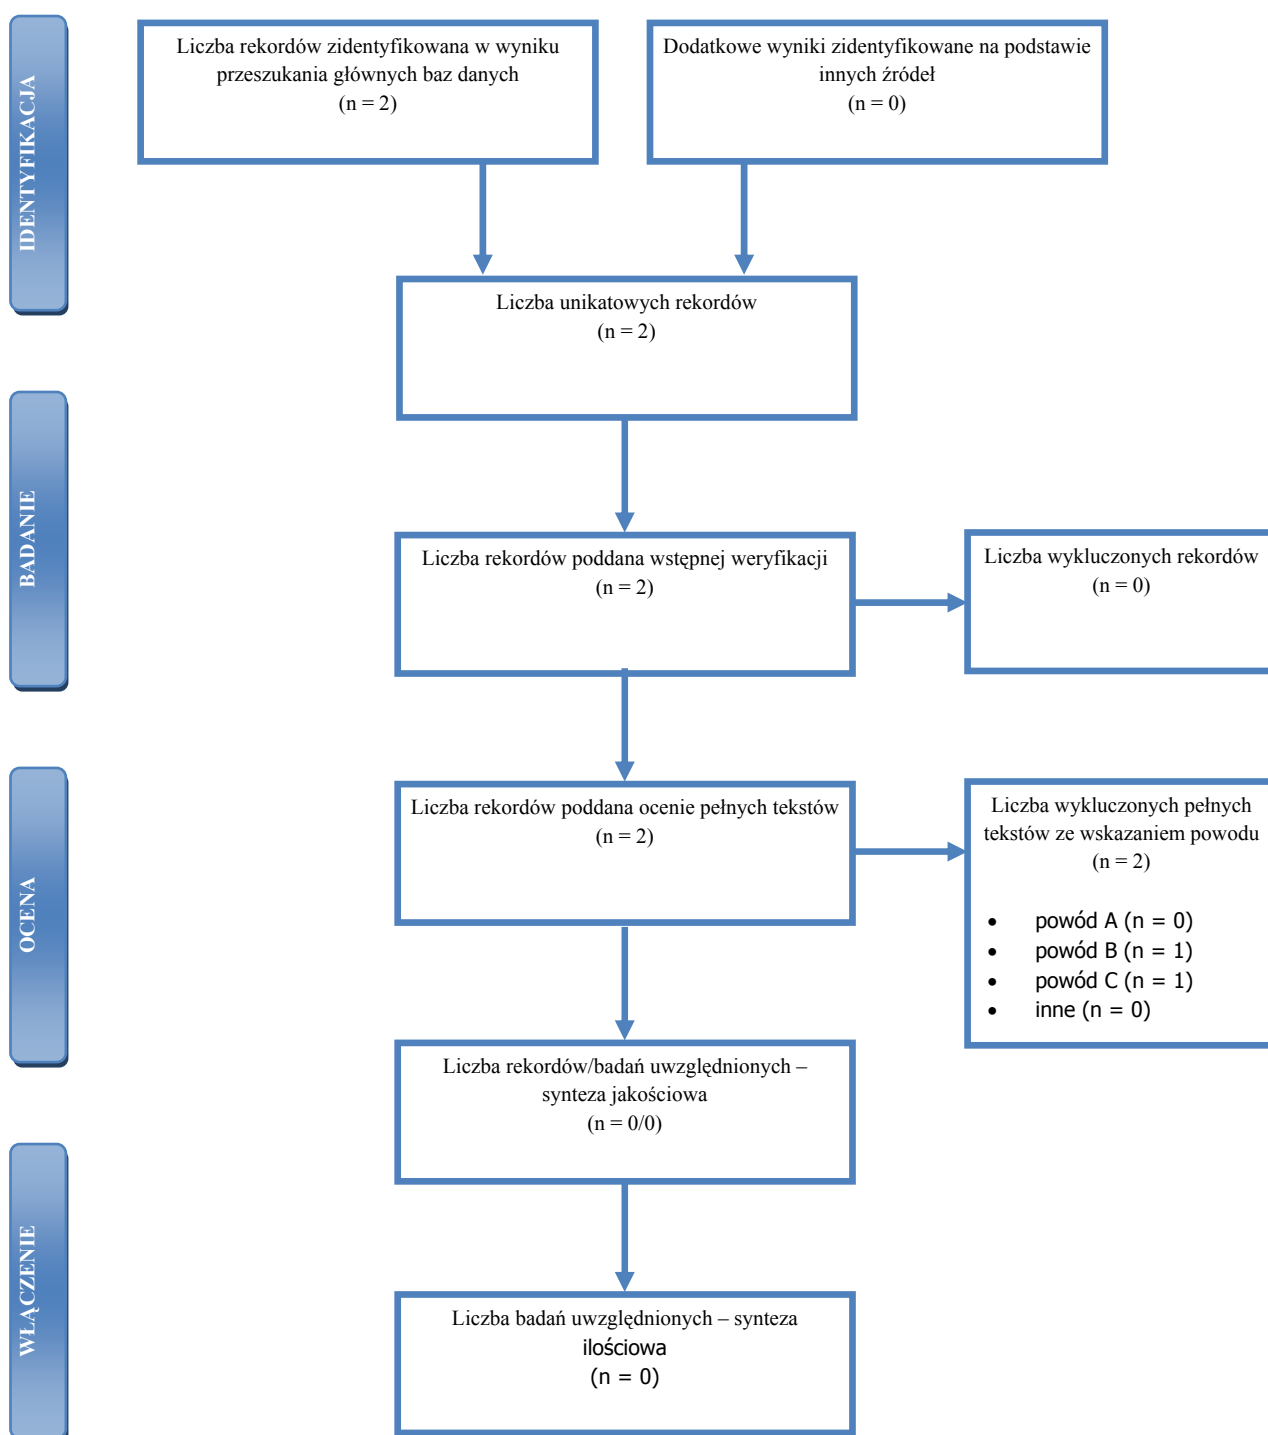 IDENTYFIKACJA
Liczba rekordów zidentyfikowana w wyniku
przeszukania głównych baz danych
(n = 2)
Dodatkowe wyniki zidentyfikowane na podstawie
innych źródeł
(n = 0)
Liczba unikatowych rekordów
(n = 2)
BADANIE
Liczba rekordów poddana wstępnej weryfikacji
(n = 2)
Liczba wykluczonych rekordów
(n = 0)
OCENA
Liczba rekordów poddana ocenie pełnych tekstów
(n = 2)
Liczba wykluczonych pełnych
tekstów ze wskazaniem powodu
(n = 2)
• powód A (n = 0)
• powód B (n = 1)
• powód C (n = 1)
• inne (n = 0)
Liczba rekordów/badań uwzględnionych –
synteza jakościowa
(n = 0/0)
WŁĄCZENIE
Liczba badań uwzględnionych – synteza
ilościowa
(n = 0)